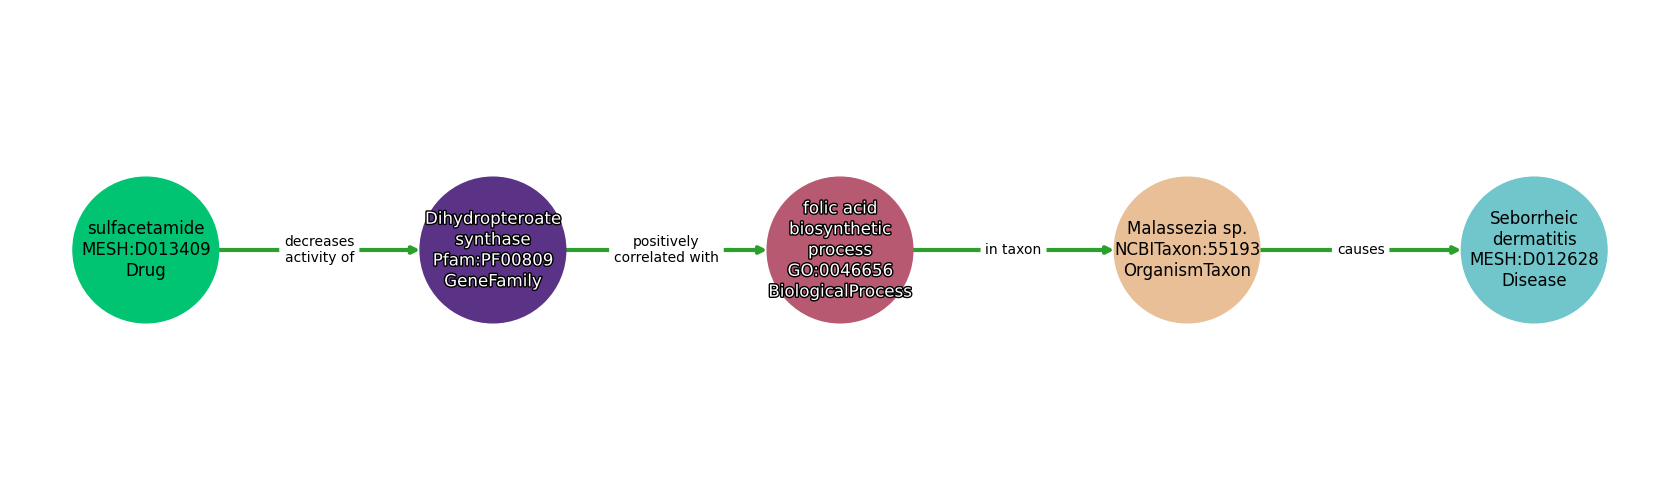 sulfacetamide
MESH:D013409
Drug
decreases
activity of
Dihydropteroate
synthase
Pfam:PF00809
GeneFamily
positively
correlated with
folic acid
biosynthetic
process
GO:0046656
BiologicalProcess
in taxon
Malassezia sp.
NCBITaxon:55193
OrganismTaxon
causes
Seborrheic
dermatitis
MESH:D012628
Disease